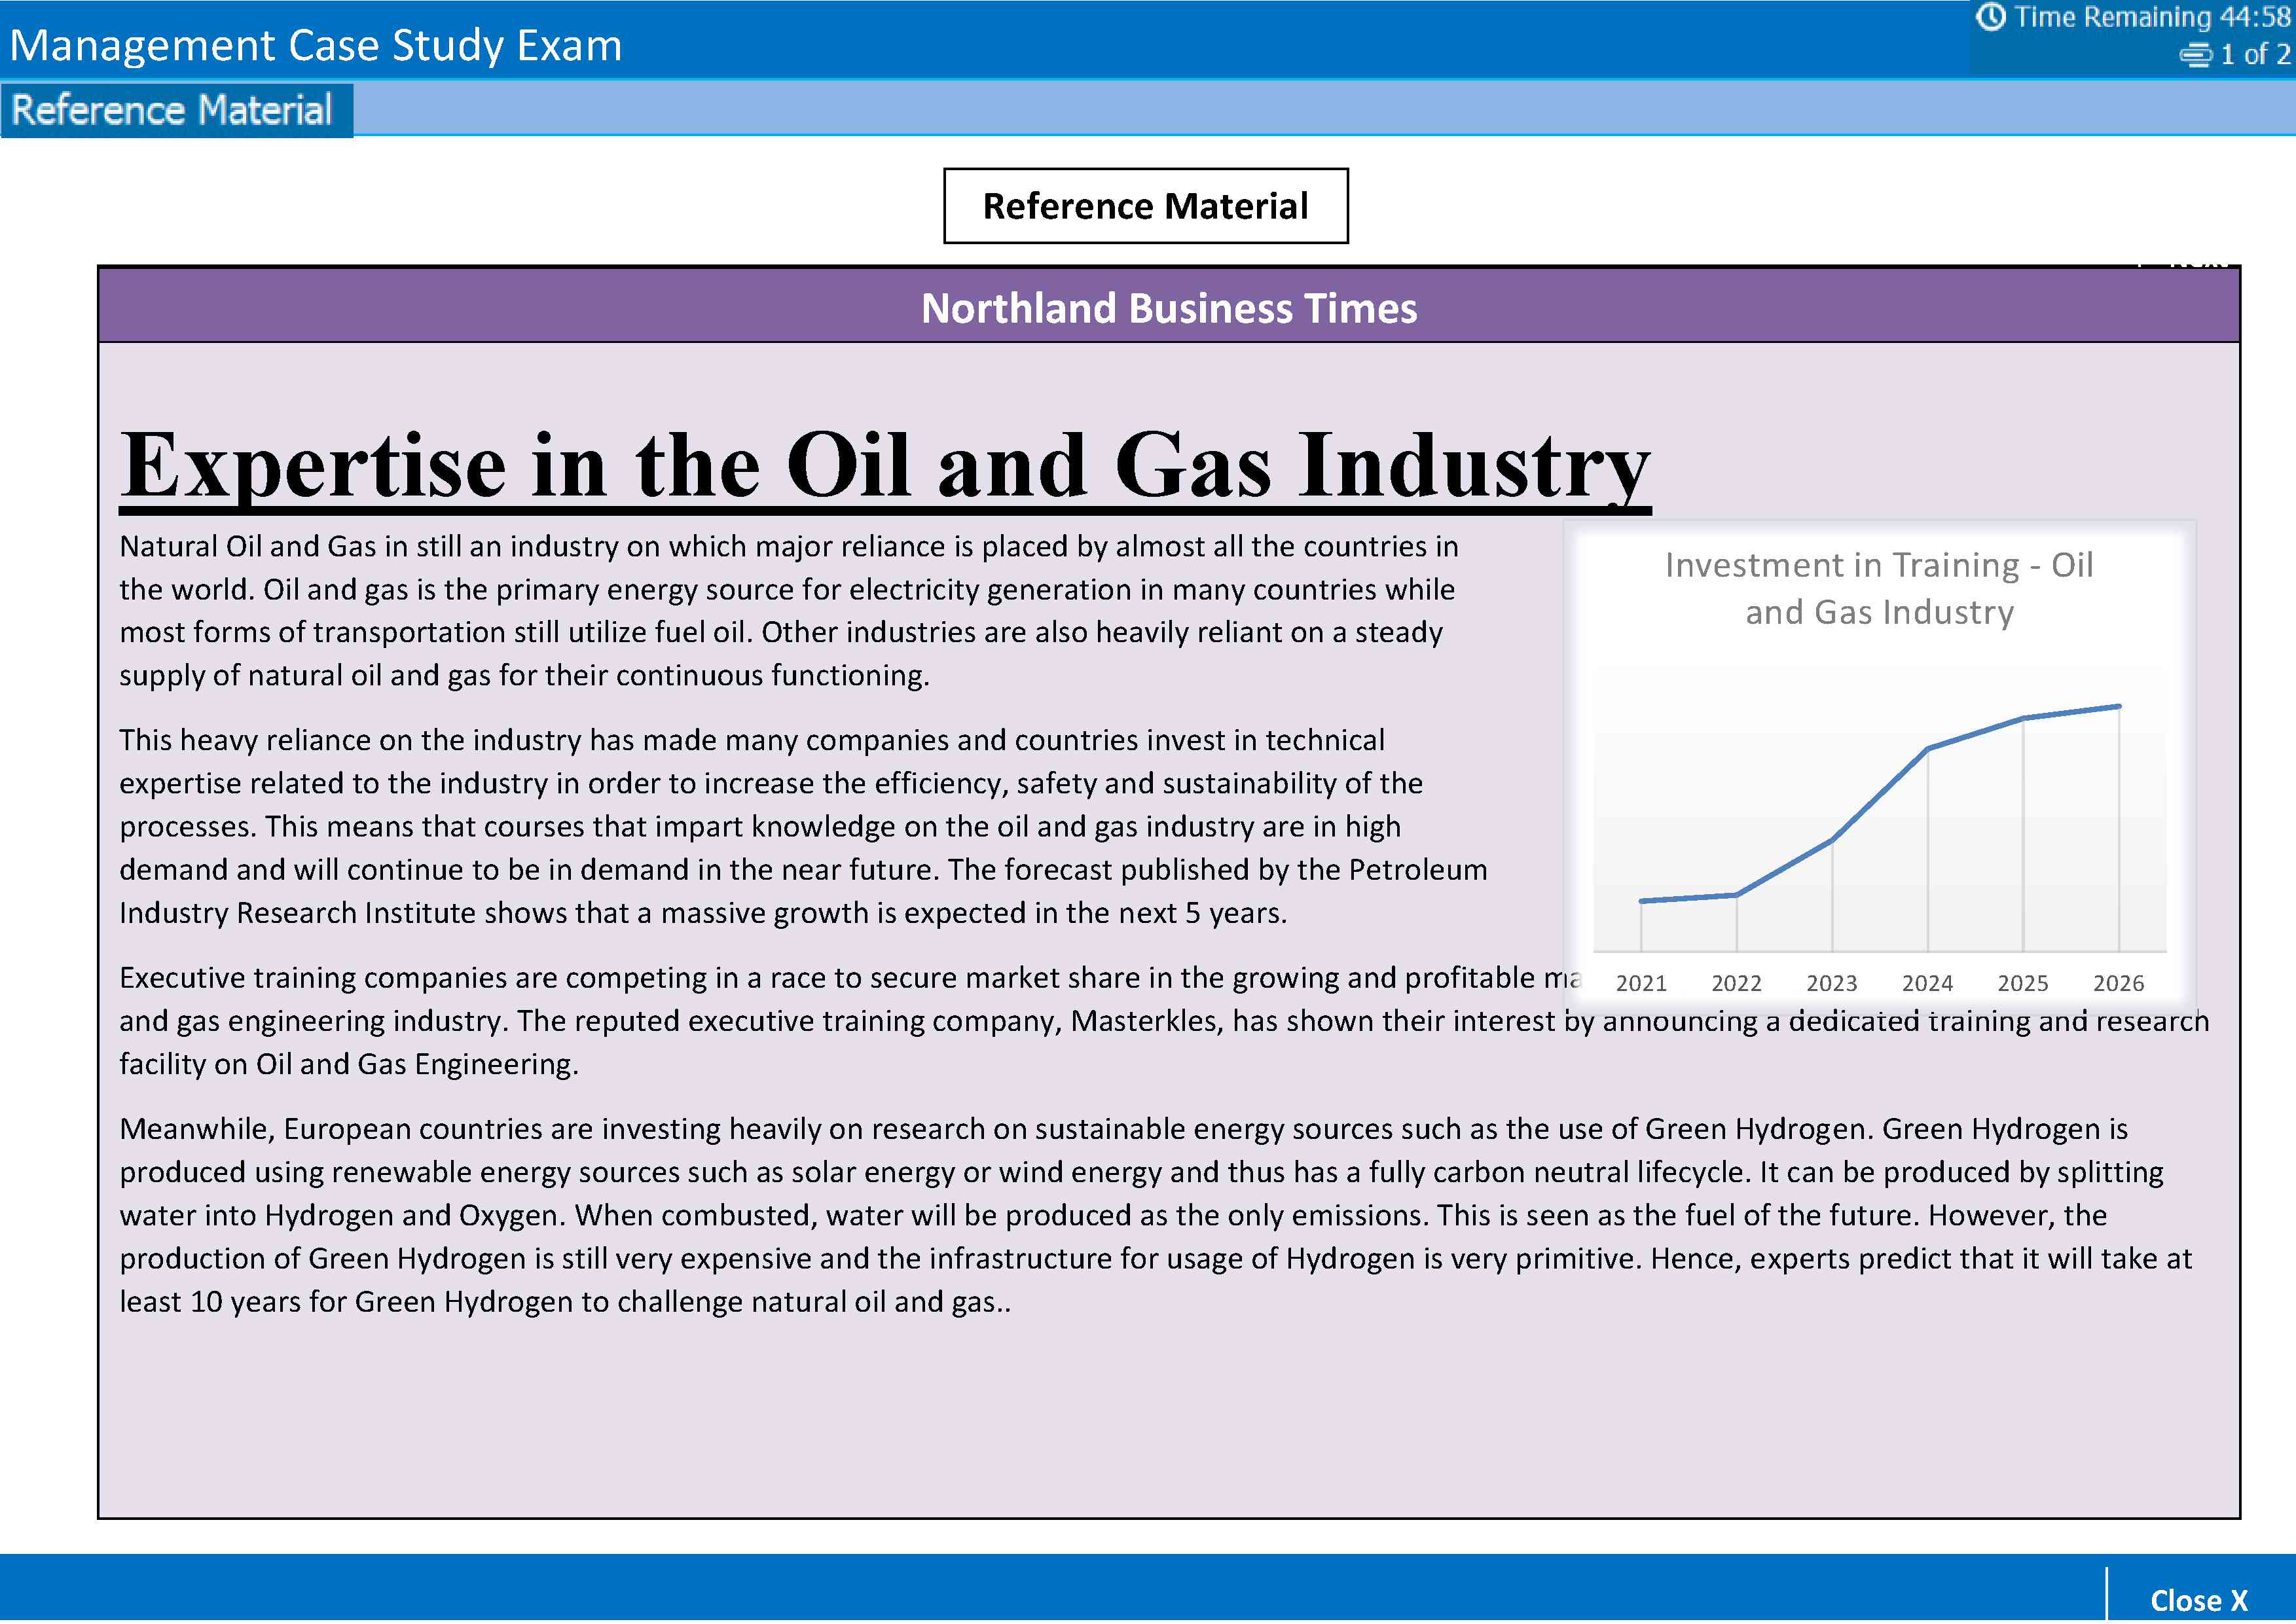 Management Case Study Exam
Time Remaining 44:58
1 of 2
Reference Material
Reference Material
Northland Business Times
Expertise in the Oil and Gas Industry
Natural Oil and Gas in still an industry on which major reliance is placed by almost all the countries in
the world. Oil and gas is the primary energy source for electricity generation in many countries while
most forms of transportation still utilize fuel oil. Other industries are also heavily reliant on a steady
supply of natural oil and gas for their continuous functioning.
This heavy reliance on the industry has made many companies and countries invest in technical
expertise related to the industry in order to increase the efficiency, safety and sustainability of the
processes. This means that courses that impart knowledge on the oil and gas industry are in high
demand and will continue to be in demand in the near future. The forecast published by the Petroleum
Industry Research Institute shows that a massive growth is expected in the next 5 years.
Investment in Training - Oil
and Gas Industry
2021 2022 2023 2024 2025 2026
Executive training companies are competing in a race to secure market share in the growing and profitable
and gas engineering industry. The reputed executive training company, Masterkles, has shown their interest by announcing a dedicated training and research
facility on Oil and Gas Engineering.
Meanwhile, European countries are investing heavily on research on sustainable energy sources such as the use of Green Hydrogen. Green Hydrogen is
produced using renewable energy sources such as solar energy or wind energy and thus has a fully carbon neutral lifecycle. It can be produced by splitting
water into Hydrogen and Oxygen. When combusted, water will be produced as the only emissions. This is seen as the fuel of the future. However, the
production of Green Hydrogen is still very expensive and the infrastructure for usage of Hydrogen is very primitive. Hence, experts predict that it will take at
least 10 years for Green Hydrogen to challenge natural oil and gas..
Close X